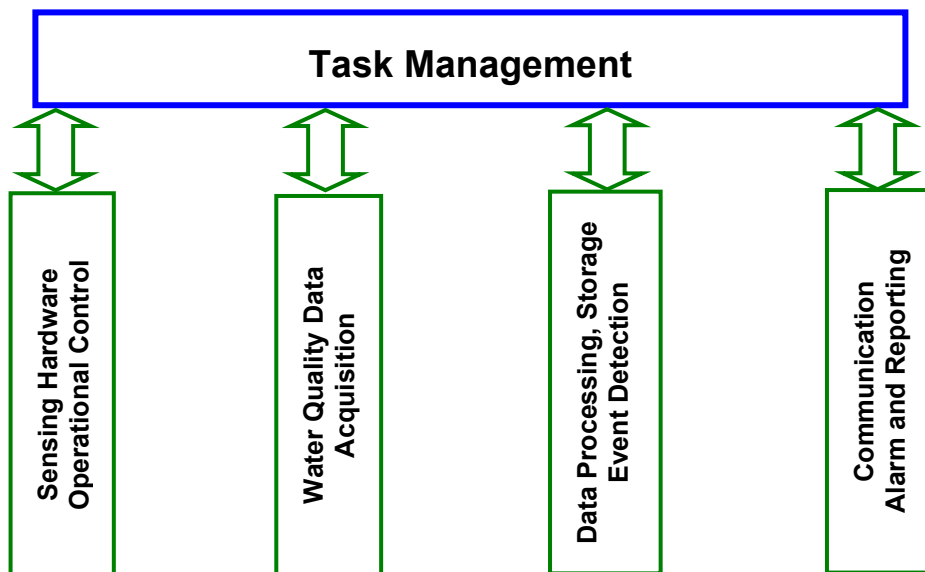 Task Management
Sensing Hardware
Operational Control
Water Quality Data
Acquisition
Data Processing, Storage
Event Detection
Communication
Alarm and Reporting